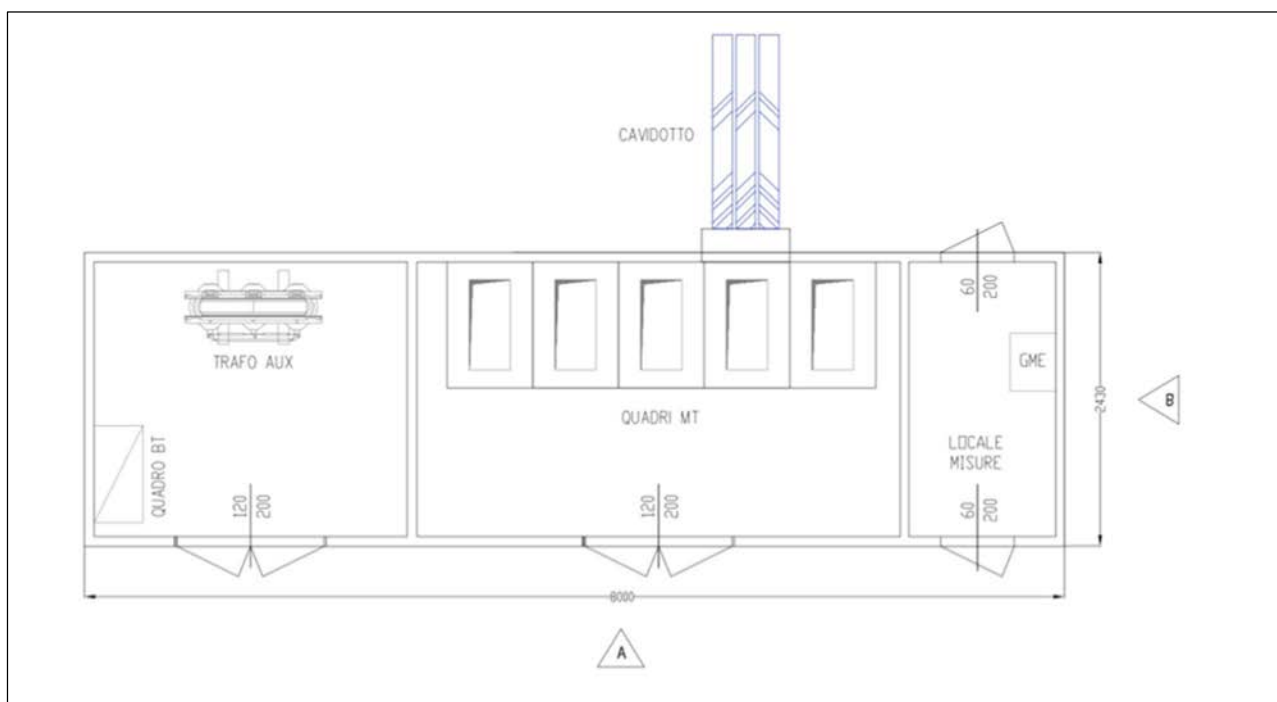 CAVIDOTTO
TRAFO AUX
QUADRO BT
120
200
QUADRI MT
120
200
60
200
GME
LOCALE
MISURE
60
200
2430
B
8000
A